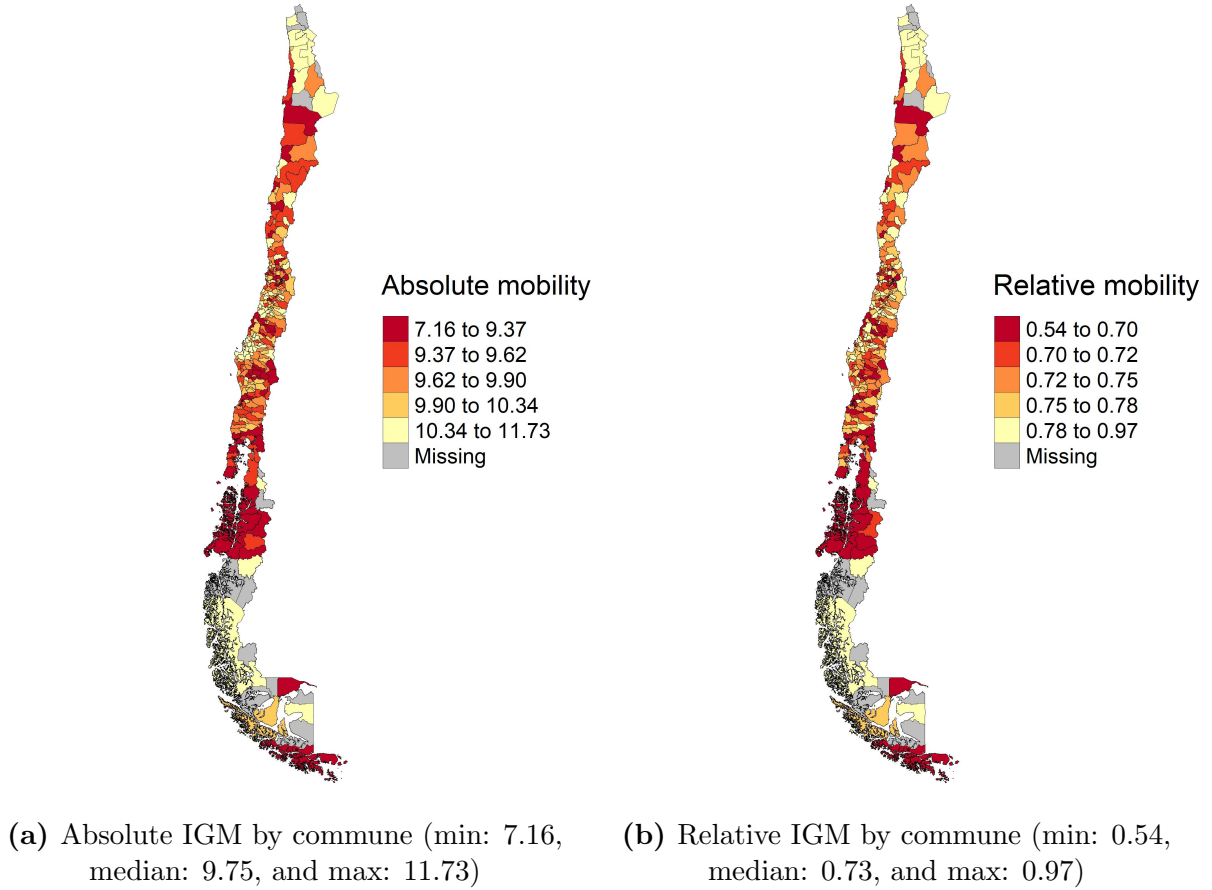 Absolute mobility
7.16 to 9.37
9.37 to 9.62
9.62 to 9.90
9.90 to 10.34
10.34 to 11.73
Missing
Relative mobility
0.54 to 0.70
0.70 to 0.72
0.72 to 0.75
0.75 to 0.78
0.78 to 0.97
Missing
(a) Absolute IGM by commune (min: 7.16,
median: 9.75, and max: 11.73)
(b) Relative IGM by commune (min: 0.54,
median: 0.73, and max: 0.97)